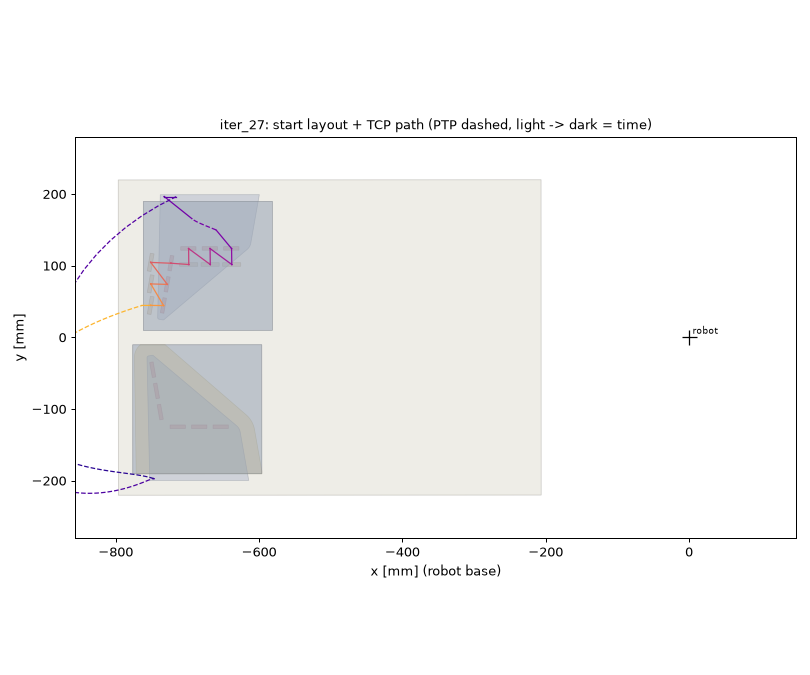 iter_27: start layout + TCP path (PTP dashed, light -> dark = time)
200
100
0
−100
−200
y [mm]
robot
−800
−600
−400
−200
0
x [mm] (robot base)